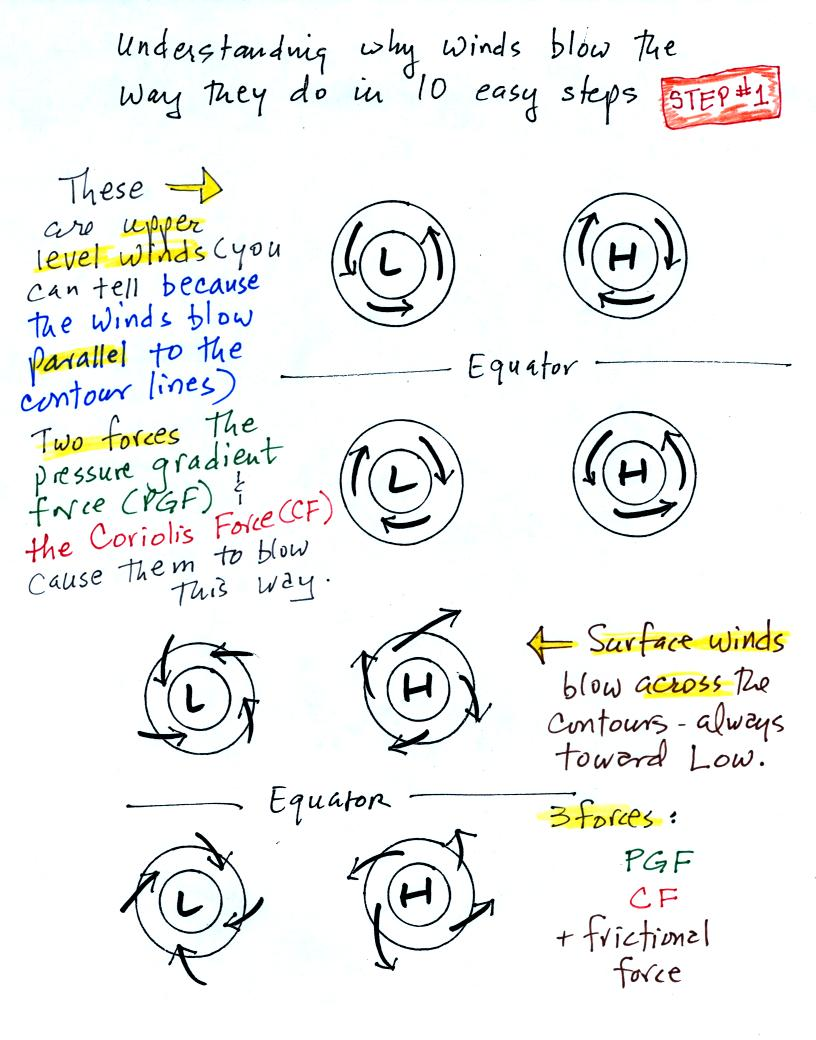 Understanding why winds blow the
way they do in 10 easy steps STEP #1
These
are upper
level winds (you
can tell because
the winds blow
parallel to the
contour lines)
Two forces the
pressure gradient
force (PGF) &
the Coriolis Force (CF)
cause them to blow
this way.
L
H
Equator
L
H
L
H
Surface winds
blow across the
contours - always
toward Low.
Equator
3 forces:
PGF
CF
+ frictional
force
L
H